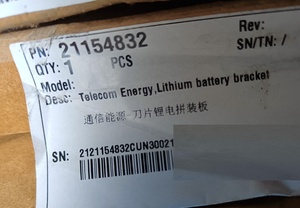 PN: 21154832
Rev:
QTY: 1 PCS
SN/TN: /
Model:
Desc: Telecom Energy,Lithium battery bracket
通信能源-刀片锂电拼装板
SN: 2121154832CUN30021